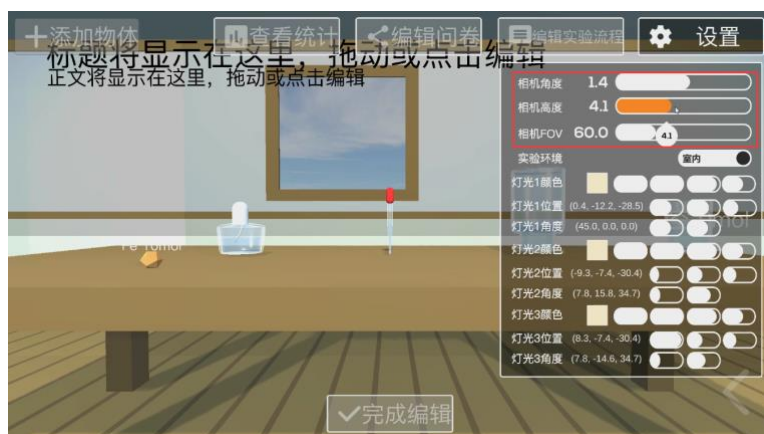 添加物体
查看统计
编辑问卷
编辑实验流程
设置
标题将显示在这里，拖动或点击编辑
正文将显示在这里，拖动或点击编辑
相机角度 1.4
相机高度 4.1
相机FOV 60.0
4.1
实验环境 室内
灯光1颜色
灯光1位置 (0.4, -12.2, -28.5)
灯光1角度 (45.0, 0.0, 0.0)
灯光2颜色
灯光2位置 (-9.3, -7.4, -30.4)
灯光2角度 (7.8, 15.8, 34.7)
灯光3颜色
灯光3位置 (8.3, -7.4, -30.4)
灯光3角度 (7.8, -14.6, 34.7)
Fe 10mol
完成编辑